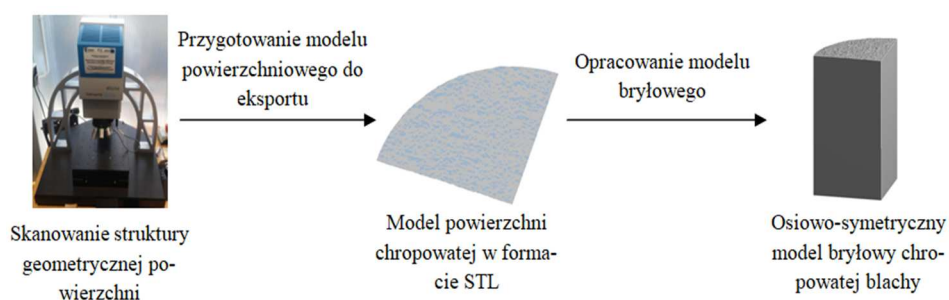 Przygotowanie modelu
powierzchniowego do
eksportu
Opracowanie modelu
bryłowego
Skanowanie struktury
geometrycznej po-
wierzchni
Model powierzchni
chropowatej w forma-
cie STL
Osiowo-symetryczny
model bryłowy chro-
powatej blachy